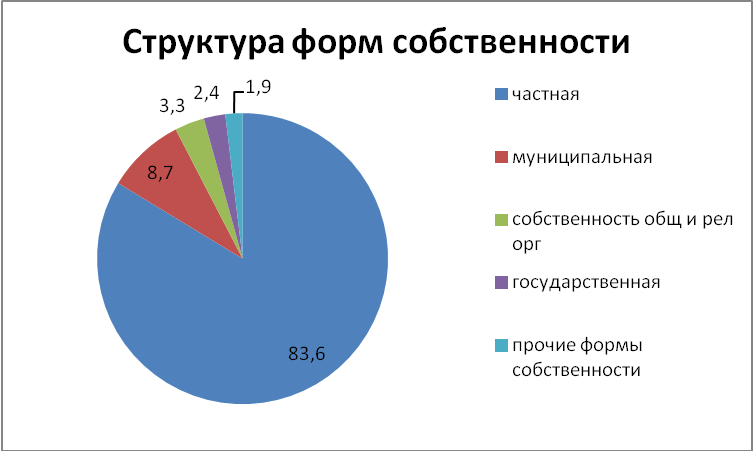 Структура форм собственности
1,9
2,4
3,3
8,7
83,6
частная
муниципальная
собственность общ и рел
орг
государственная
прочие формы
собственности